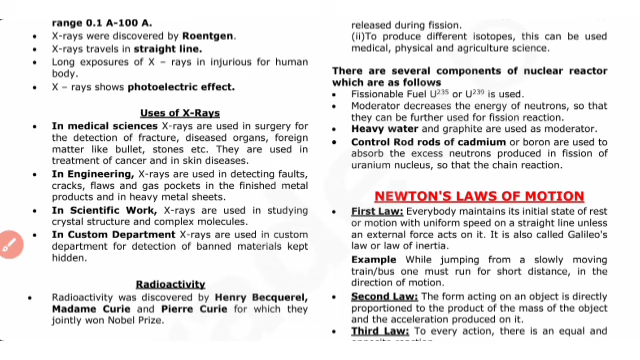 range 0.1 A-100 A.
• X-rays were discovered by Roentgen.
• X-rays travels in straight line.
• Long exposures of X – rays in injurious for human
body.
• X – rays shows photoelectric effect.
Uses of X-Rays
• In medical sciences X-rays are used in surgery for
the detection of fracture, diseased organs, foreign
matter like bullet, stones etc. They are used in
treatment of cancer and in skin diseases.
• In Engineering, X-rays are used in detecting faults,
cracks, flaws and gas pockets in the finished metal
products and in heavy metal sheets.
• In Scientific Work, X-rays are used in studying
crystal structure and complex molecules.
• In Custom Department X-rays are used in custom
department for detection of banned materials kept
hidden.
Radioactivity
• Radioactivity was discovered by Henry Becquerel,
Madame Curie and Pierre Curie for which they
jointly won Nobel Prize.
released during fission.
(ii)To produce different isotopes, this can be used
medical, physical and agriculture science.
There are several components of nuclear reactor
which are as follows
• Fissionable Fuel U²³⁵ or U²³⁹ is used.
• Moderator decreases the energy of neutrons, so that
they can be further used for fission reaction.
• Heavy water and graphite are used as moderator.
• Control Rod rods of cadmium or boron are used to
absorb the excess neutrons produced in fission of
uranium nucleus, so that the chain reaction.
NEWTON'S LAWS OF MOTION
• First Law: Everybody maintains its initial state of rest
or motion with uniform speed on a straight line unless
an external force acts on it. It is also called Galileo's
law or law of inertia.
Example While jumping from a slowly moving
train/bus one must run for short distance, in the
direction of motion.
• Second Law: The form acting on an object is directly
proportioned to the product of the mass of the object
and the acceleration produced on it.
• Third Law: To every action, there is an equal and